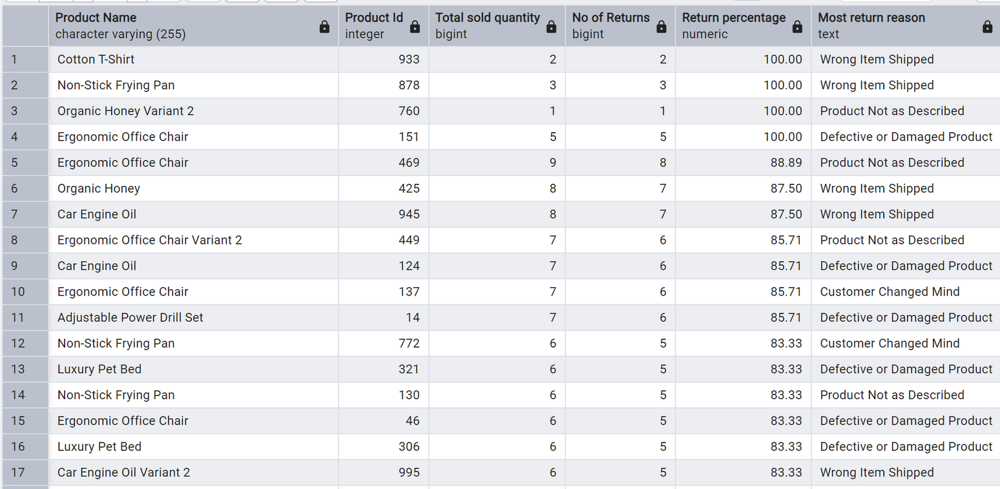 Product Name Product Id Total sold quantity No of Returns Return percentage Most return reason
character varying (255) integer bigint bigint numeric text
1 Cotton T-Shirt 933 2 2 100.00 Wrong Item Shipped
2 Non-Stick Frying Pan 878 3 3 100.00 Wrong Item Shipped
3 Organic Honey Variant 2 760 1 1 100.00 Product Not as Described
4 Ergonomic Office Chair 151 5 5 100.00 Defective or Damaged Product
5 Ergonomic Office Chair 469 9 8 88.89 Product Not as Described
6 Organic Honey 425 8 7 87.50 Wrong Item Shipped
7 Car Engine Oil 945 8 7 87.50 Wrong Item Shipped
8 Ergonomic Office Chair Variant 2 449 7 6 85.71 Product Not as Described
9 Car Engine Oil 124 7 6 85.71 Defective or Damaged Product
10 Ergonomic Office Chair 137 7 6 85.71 Customer Changed Mind
11 Adjustable Power Drill Set 14 7 6 85.71 Defective or Damaged Product
12 Non-Stick Frying Pan 772 6 5 83.33 Customer Changed Mind
13 Luxury Pet Bed 321 6 5 83.33 Defective or Damaged Product
14 Non-Stick Frying Pan 130 6 5 83.33 Product Not as Described
15 Ergonomic Office Chair 46 6 5 83.33 Defective or Damaged Product
16 Luxury Pet Bed 306 6 5 83.33 Defective or Damaged Product
17 Car Engine Oil Variant 2 995 6 5 83.33 Wrong Item Shipped